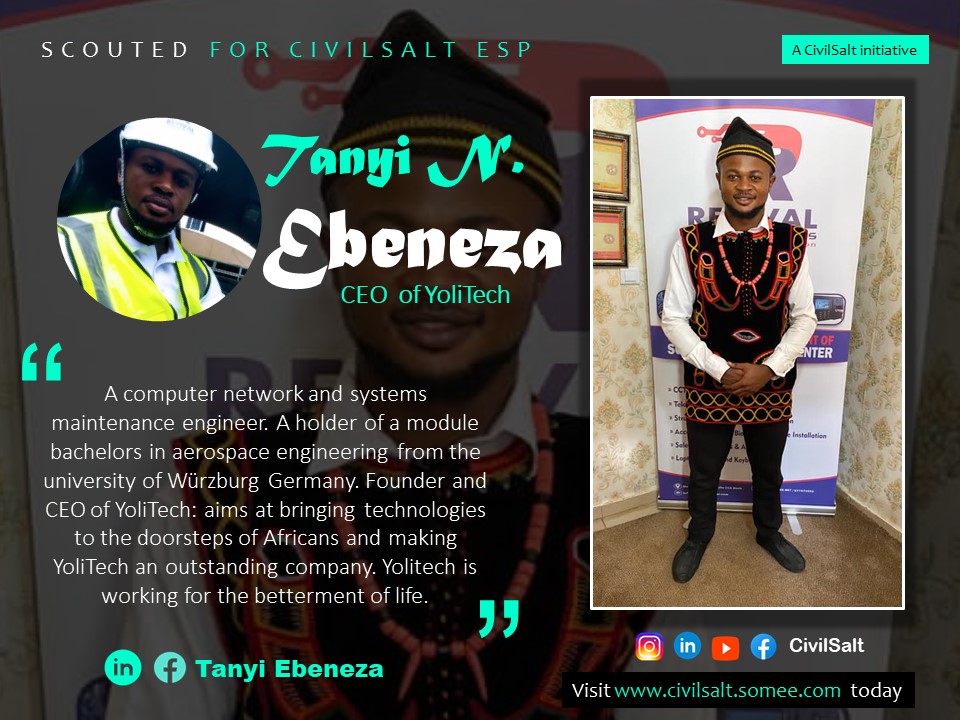 SCOUTED FOR CIVILSALT ESP
A CivilSalt initiative
Tanyi N.
Ebeneza
CEO of YoliTech
“
A computer network and systems
maintenance engineer. A holder of a module
bachelors in aerospace engineering from the
university of Würzburg Germany. Founder and
CEO of YoliTech: aims at bringing technologies
to the doorsteps of Africans and making
YoliTech an outstanding company. Yolitech is
working for the betterment of life.
”
in f Tanyi Ebeneza
in f CivilSalt
Visit www.civilsalt.somee.com today